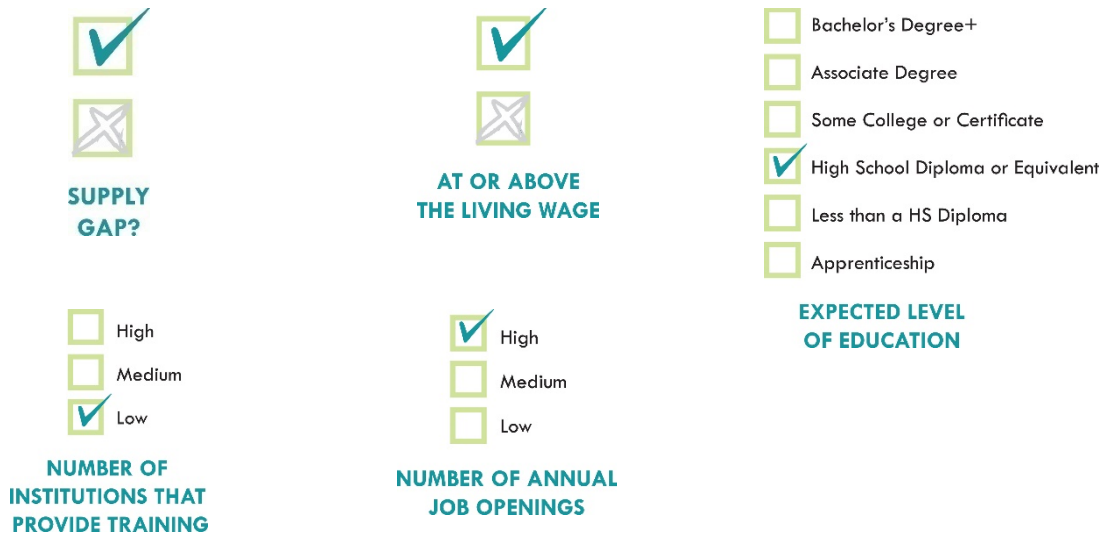 SUPPLY
GAP?
AT OR ABOVE
THE LIVING WAGE
Bachelor's Degree+
Associate Degree
Some College or Certificate
High School Diploma or Equivalent
Less than a HS Diploma
Apprenticeship
EXPECTED LEVEL
OF EDUCATION
High
Medium
Low
NUMBER OF
INSTITUTIONS THAT
PROVIDE TRAINING
High
Medium
Low
NUMBER OF ANNUAL
JOB OPENINGS